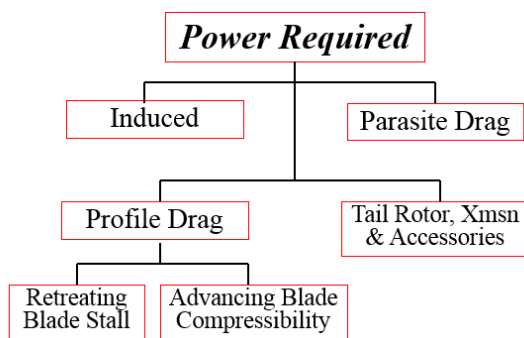 Power Required
Induced
Parasite Drag
Profile Drag
Tail Rotor, Xmsn
& Accessories
Retreating
Blade Stall
Advancing Blade
Compressibility